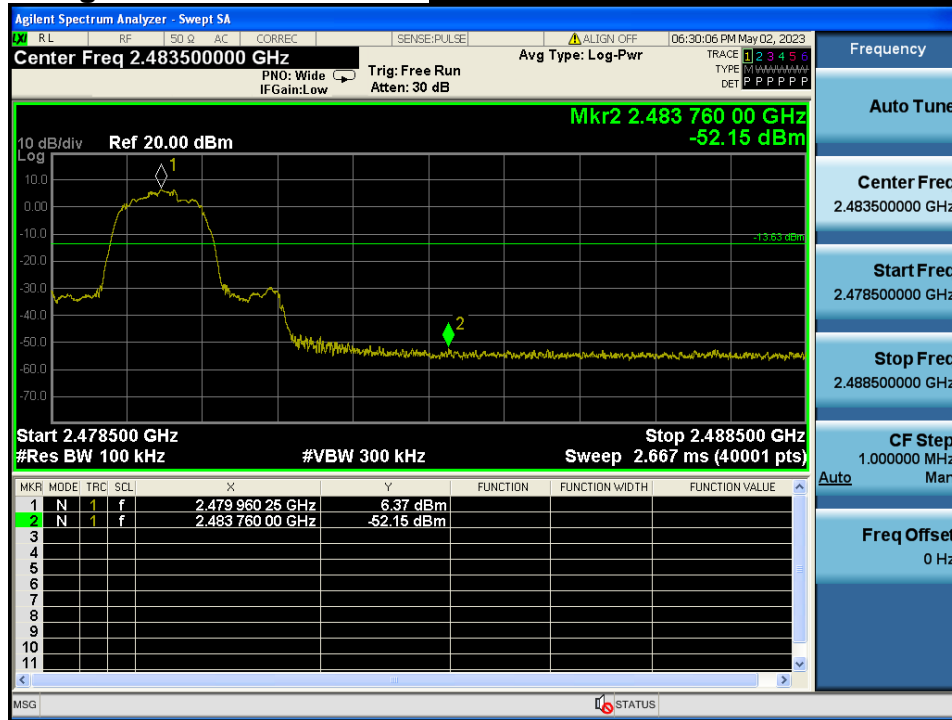 Agilent Spectrum Analyzer - Swept SA
LXI RL RF 50 Ω AC CORREC SENSE:PULSE ALIGN OFF 06:30:06 PM May 02, 2023
Center Freq 2.483500000 GHz
PNO: Wide
IFGain:Low
Trig: Free Run
Atten: 30 dB
Avg Type: Log-Pwr
TRACE 1 2 3 4 5 6
TYPE M
DET P P P P P P
Mkr2 2.483 760 00 GHz
-52.15 dBm
10 dB/div Ref 20.00 dBm
Log
10.0
0.00
-10.0
-20.0
-30.0
-40.0
-50.0
-60.0
-70.0
1
-13.63 dBm
2
Start 2.478500 GHz Stop 2.488500 GHz
#Res BW 100 kHz #VBW 300 kHz Sweep 2.667 ms (40001 pts)
MKR MODE TRC SCL X Y FUNCTION FUNCTION WIDTH FUNCTION VALUE
1 N 1 f 2.479 960 25 GHz 6.37 dBm
2 N 1 f 2.483 760 00 GHz -52.15 dBm
3
4
5
6
7
8
9
10
11
MSG STATUS
Frequency
Auto Tune
Center Freq
2.483500000 GHz
Start Freq
2.478500000 GHz
Stop Freq
2.488500000 GHz
CF Step
1.000000 MHz
Auto Man
Freq Offset
0 Hz